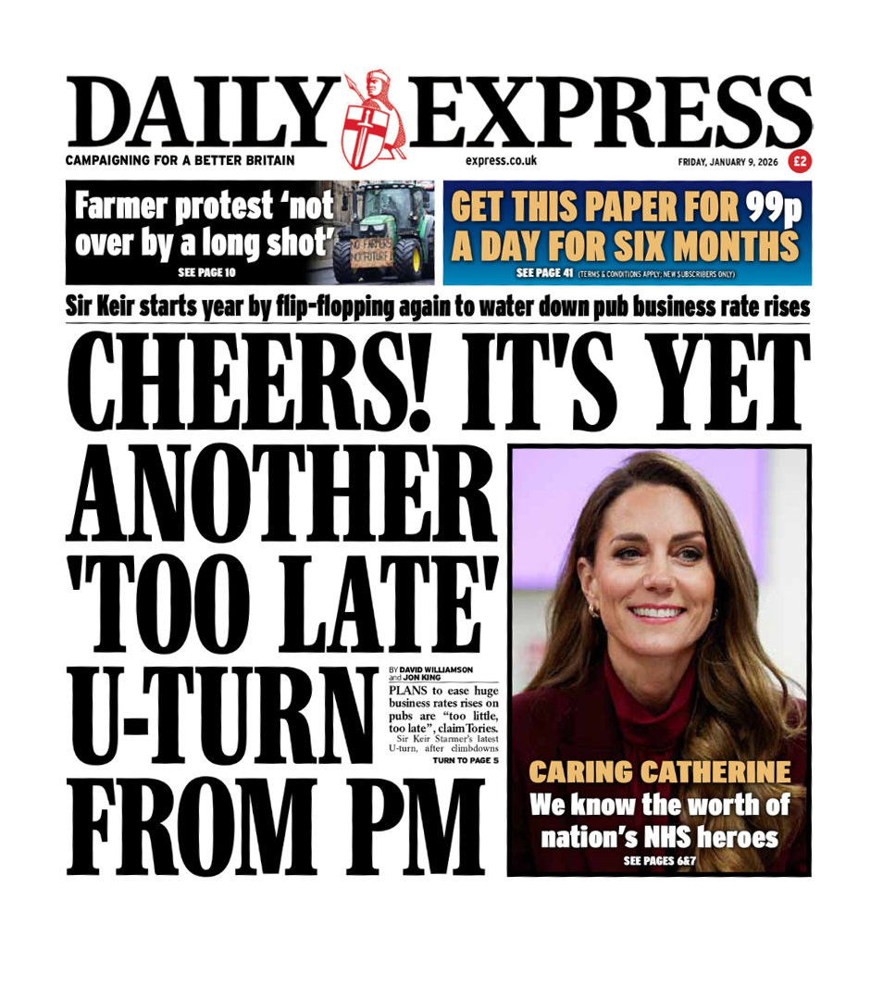 DAILY EXPRESS
CAMPAIGNING FOR A BETTER BRITAIN
express.co.uk
FRIDAY, JANUARY 9, 2026
£2
Farmer protest ‘not
over by a long shot’
SEE PAGE 10
NO FARMERS
NO FUTURE!
GET THIS PAPER FOR 99p
A DAY FOR SIX MONTHS
SEE PAGE 41 (TERMS & CONDITIONS APPLY; NEW SUBSCRIBERS ONLY)
Sir Keir starts year by flip-flopping again to water down pub business rate rises
CHEERS! IT'S YET
ANOTHER
'TOO LATE'
U-TURN
FROM PM
BY DAVID WILLIAMSON
and JON KING
PLANS to ease huge
business rates rises on
pubs are “too little,
too late”, claim Tories.
Sir Keir Starmer’s latest
U-turn, after climbdowns
TURN TO PAGE 5
CARING CATHERINE
We know the worth of
nation’s NHS heroes
SEE PAGES 6&7